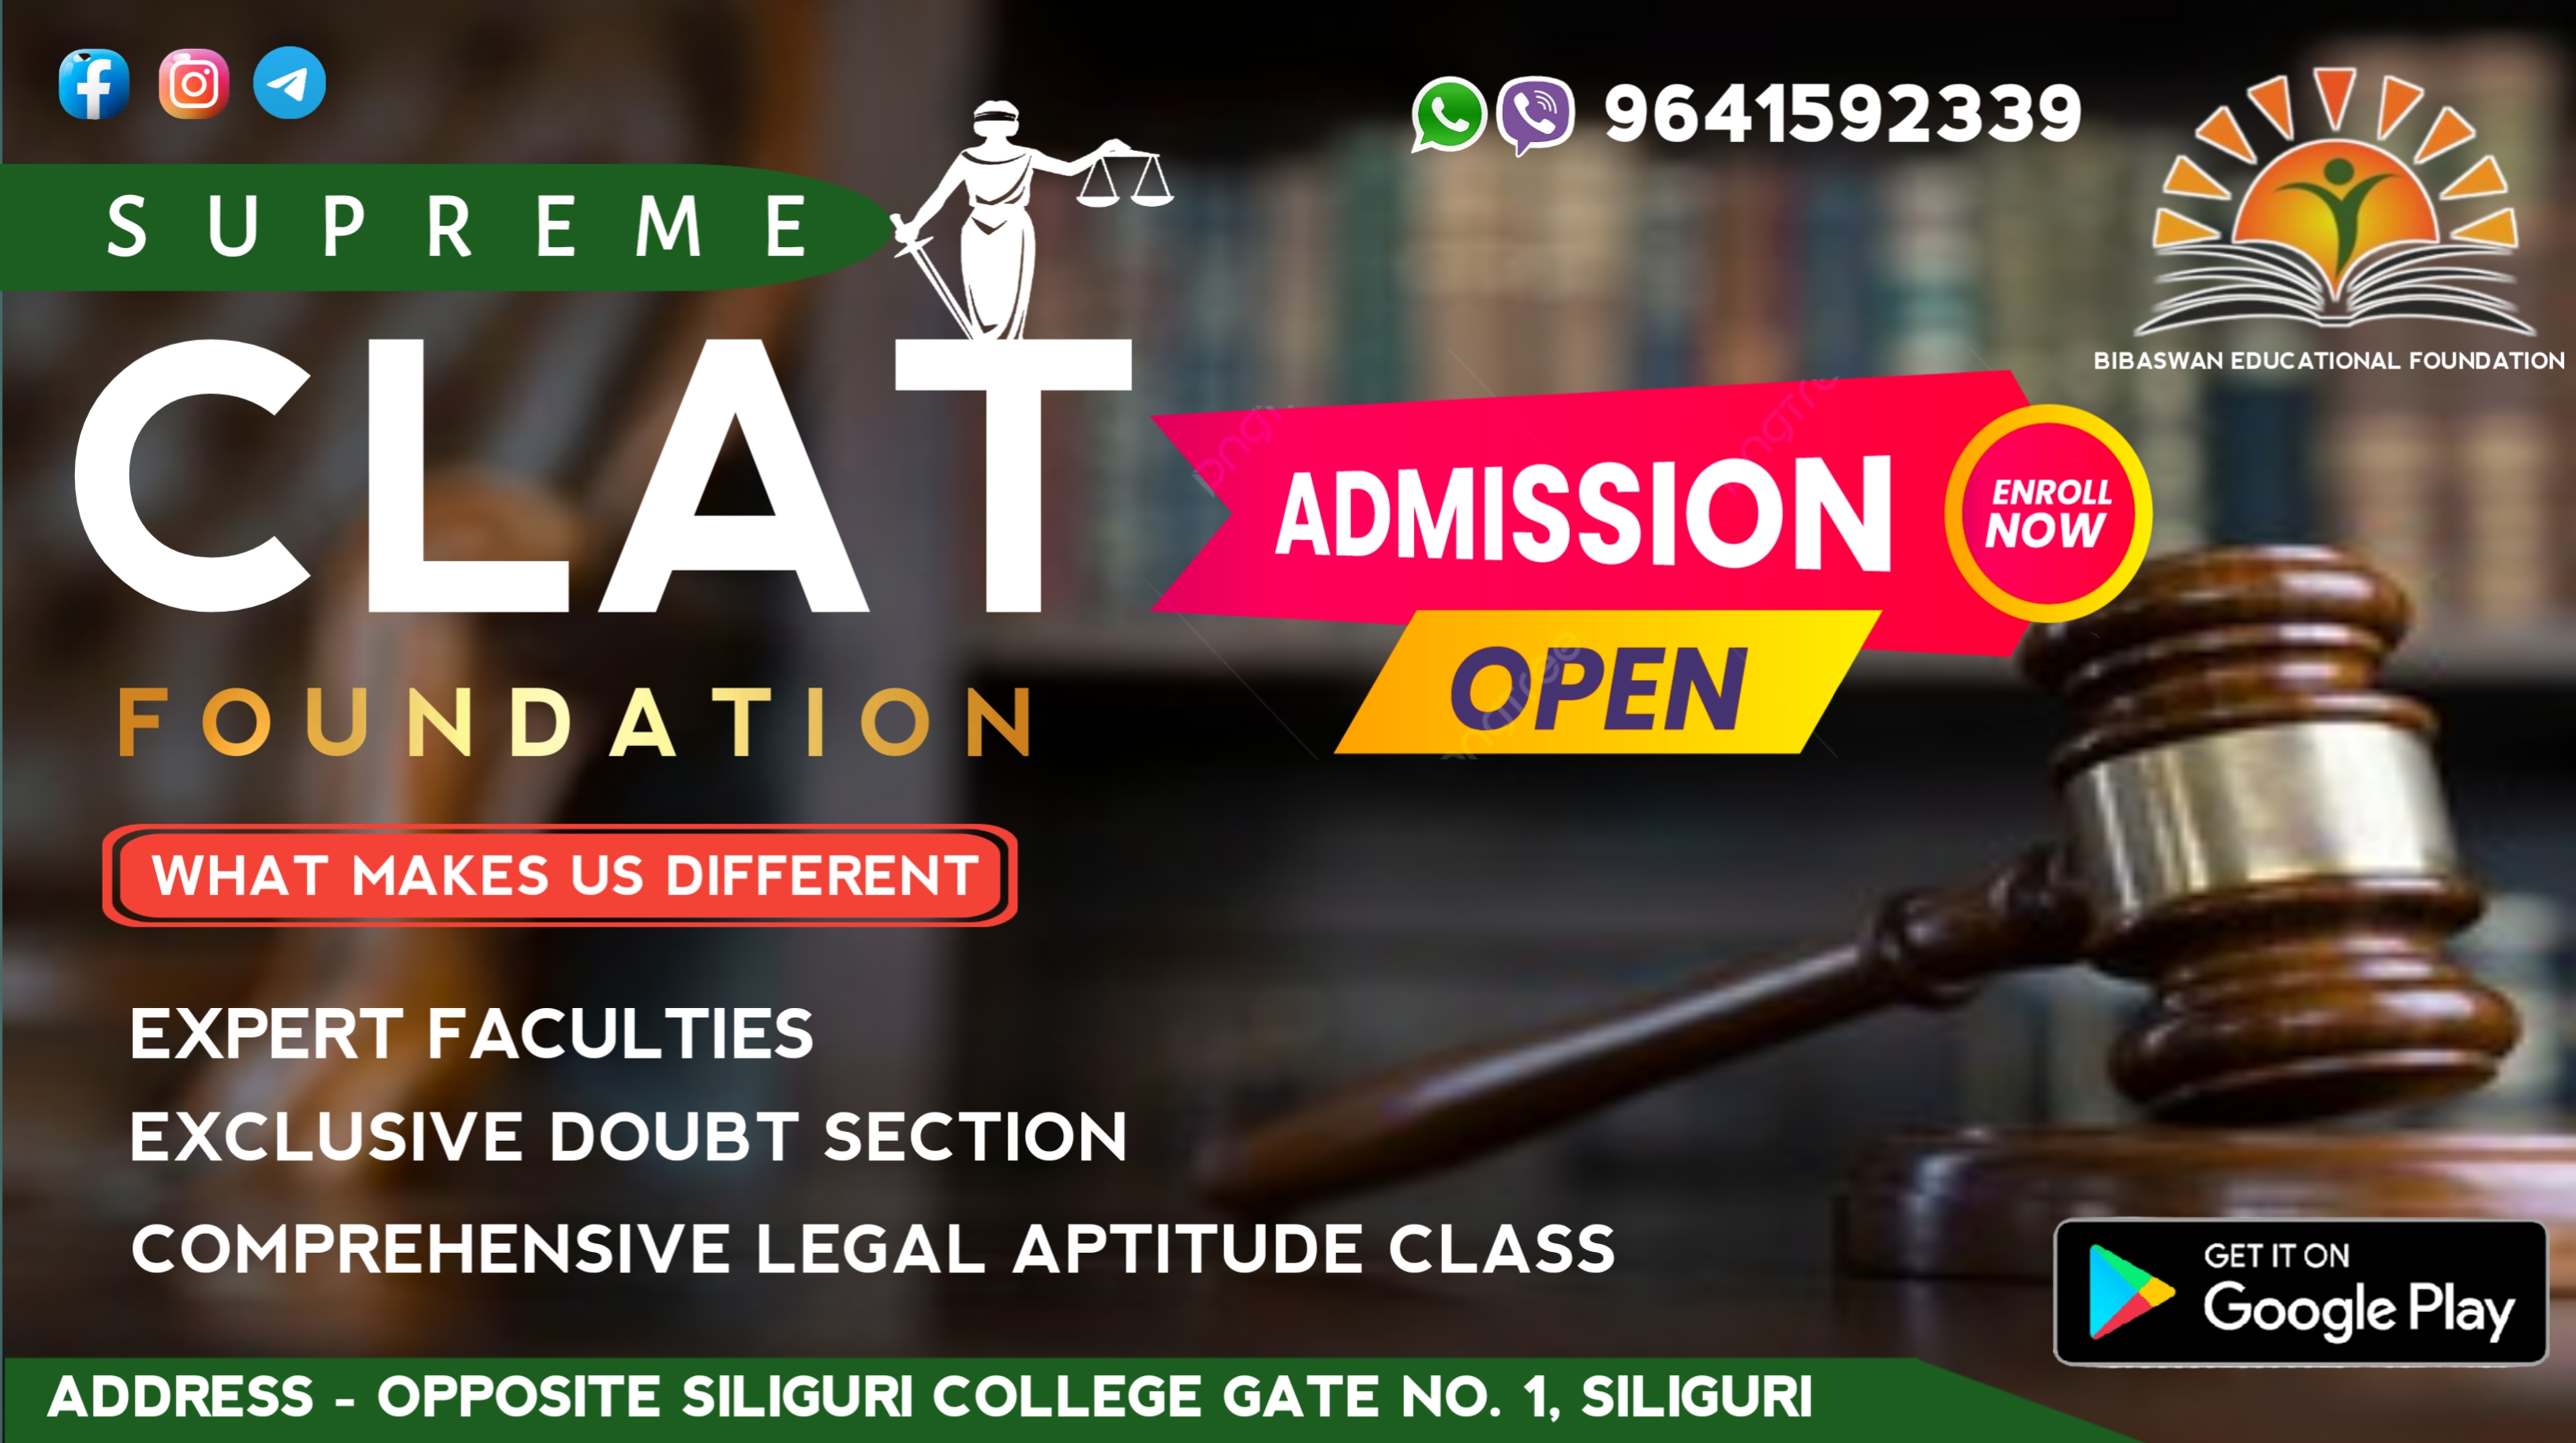 9641592339
SUPREME
CLAT
FOUNDATION
BIBASWAN EDUCATIONAL FOUNDATION
ADMISSION
OPEN
ENROLL
NOW
WHAT MAKES US DIFFERENT
EXPERT FACULTIES
EXCLUSIVE DOUBT SECTION
COMPREHENSIVE LEGAL APTITUDE CLASS
GET IT ON
Google Play
ADDRESS - OPPOSITE SILIGURI COLLEGE GATE NO. 1, SILIGURI